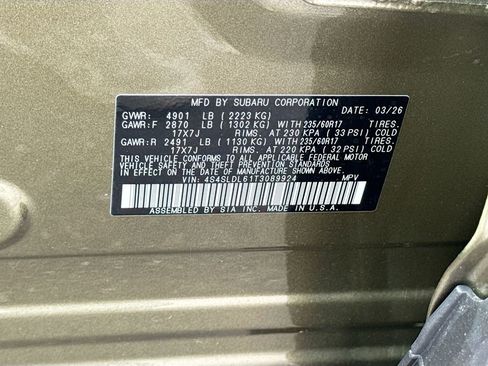 MFD BY SUBARU CORPORATION DATE: 03/26
GVWR: 4901 LB ( 2223 KG)
GAWR:F 2870 LB ( 1302 KG) WITH 235/60R17 TIRES.
17X7J RIMS. AT 230 KPA ( 33 PSI) COLD
GAWR:R 2491 LB ( 1130 KG) WITH 235/60R17 TIRES.
17X7J RIMS. AT 220 KPA ( 32 PSI) COLD
THIS VEHICLE CONFORMS TO ALL APPLICABLE FEDERAL MOTOR
VEHICLE SAFETY, BUMPER, AND THEFT PREVENTION
STANDARDS IN EFFECT ON THE DATE OF MANUFACTURE SHOWN ABOVE.
VIN: 4S4SLDL61T3089924 MPV
ASSEMBLED BY SIA INC. MADE IN U.S.A.